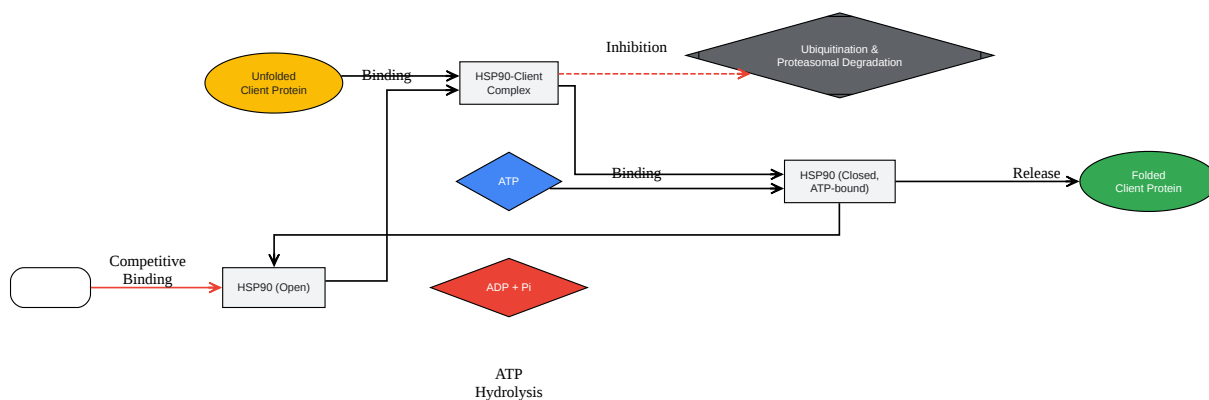 Inhibition
Ubiquitination &
Proteasomal Degradation
Unfolded
Client Protein
Binding
HSP90-Client
Complex
ATP
Binding
HSP90 (Closed,
ATP-bound)
Release
Folded
Client Protein
Competitive
Binding
HSP90 (Open)
ADP + Pi
ATP
Hydrolysis